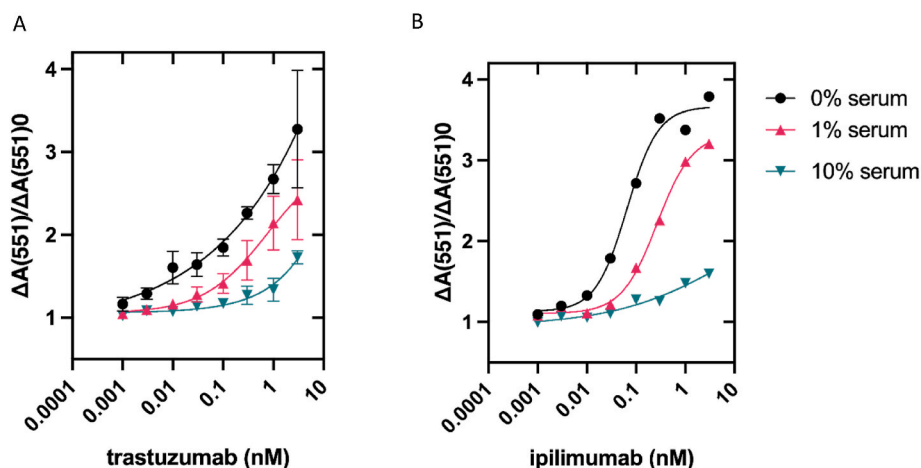 A
B
4
3
2
1
ΔA(551)/ΔA(551)0
0.0001
0.001
0.01
0.1
1
10
trastuzumab (nM)
4
3
2
1
ΔA(551)/ΔA(551)0
0.0001
0.001
0.01
0.1
1
10
ipilimumab (nM)
0% serum
1% serum
10% serum